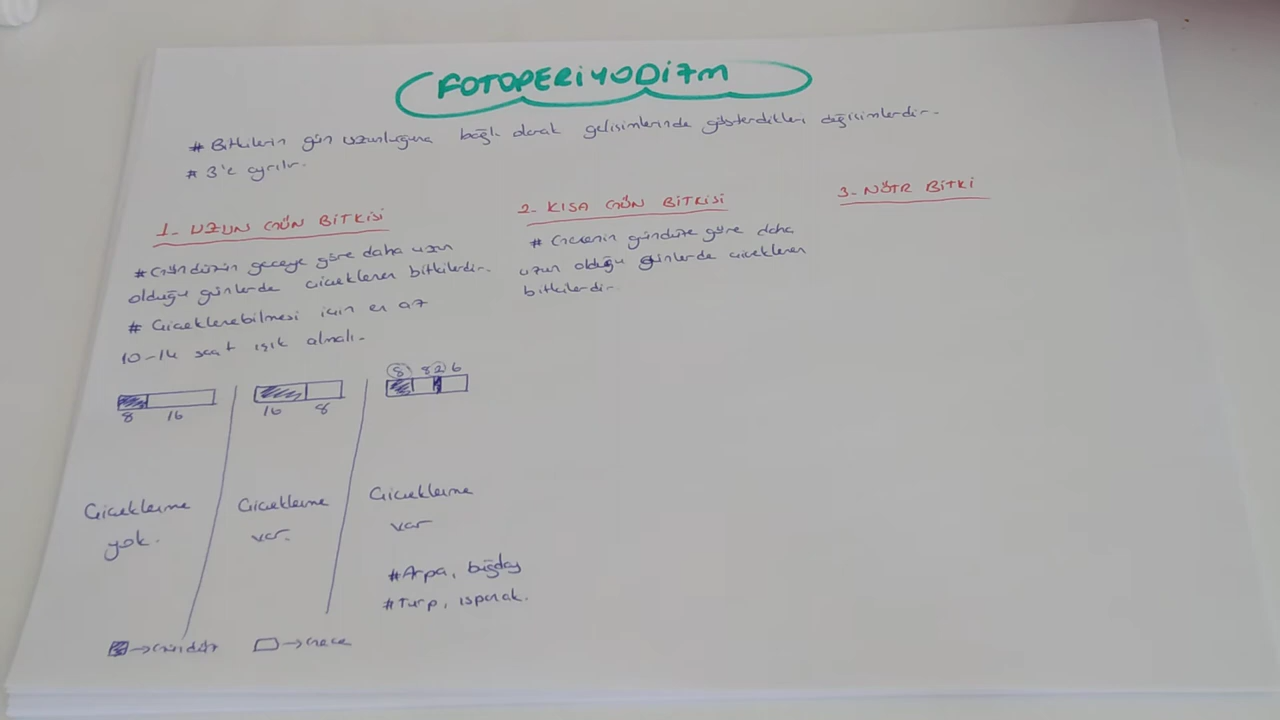 FOTOPERİYODİZM
# Bitkilerin gün uzunluğuna bağlı olarak gelişimlerinde gösterdikleri değişimlerdir.
# 3'e ayrılır.
1- UZUN GÜN BİTKİSİ
# Gündüzün geceye göre daha uzun
olduğu günlerde çiçeklenen bitkilerdir.
# Çiçeklenebilmesi için en az
10-14 saat ışık almalı.
8 16
16 8
8 8 2 6
Çiçeklenme
yok.
Çiçeklenme
var.
Çiçeklenme
var
# Arpa, buğday
# Turp, ıspanak.
→Gündüz
→Gece
2- KISA GÜN BİTKİSİ
# Gecenin gündüze göre daha
uzun olduğu günlerde çiçeklenen
bitkilerdir.
3- NÖTR BİTKİ